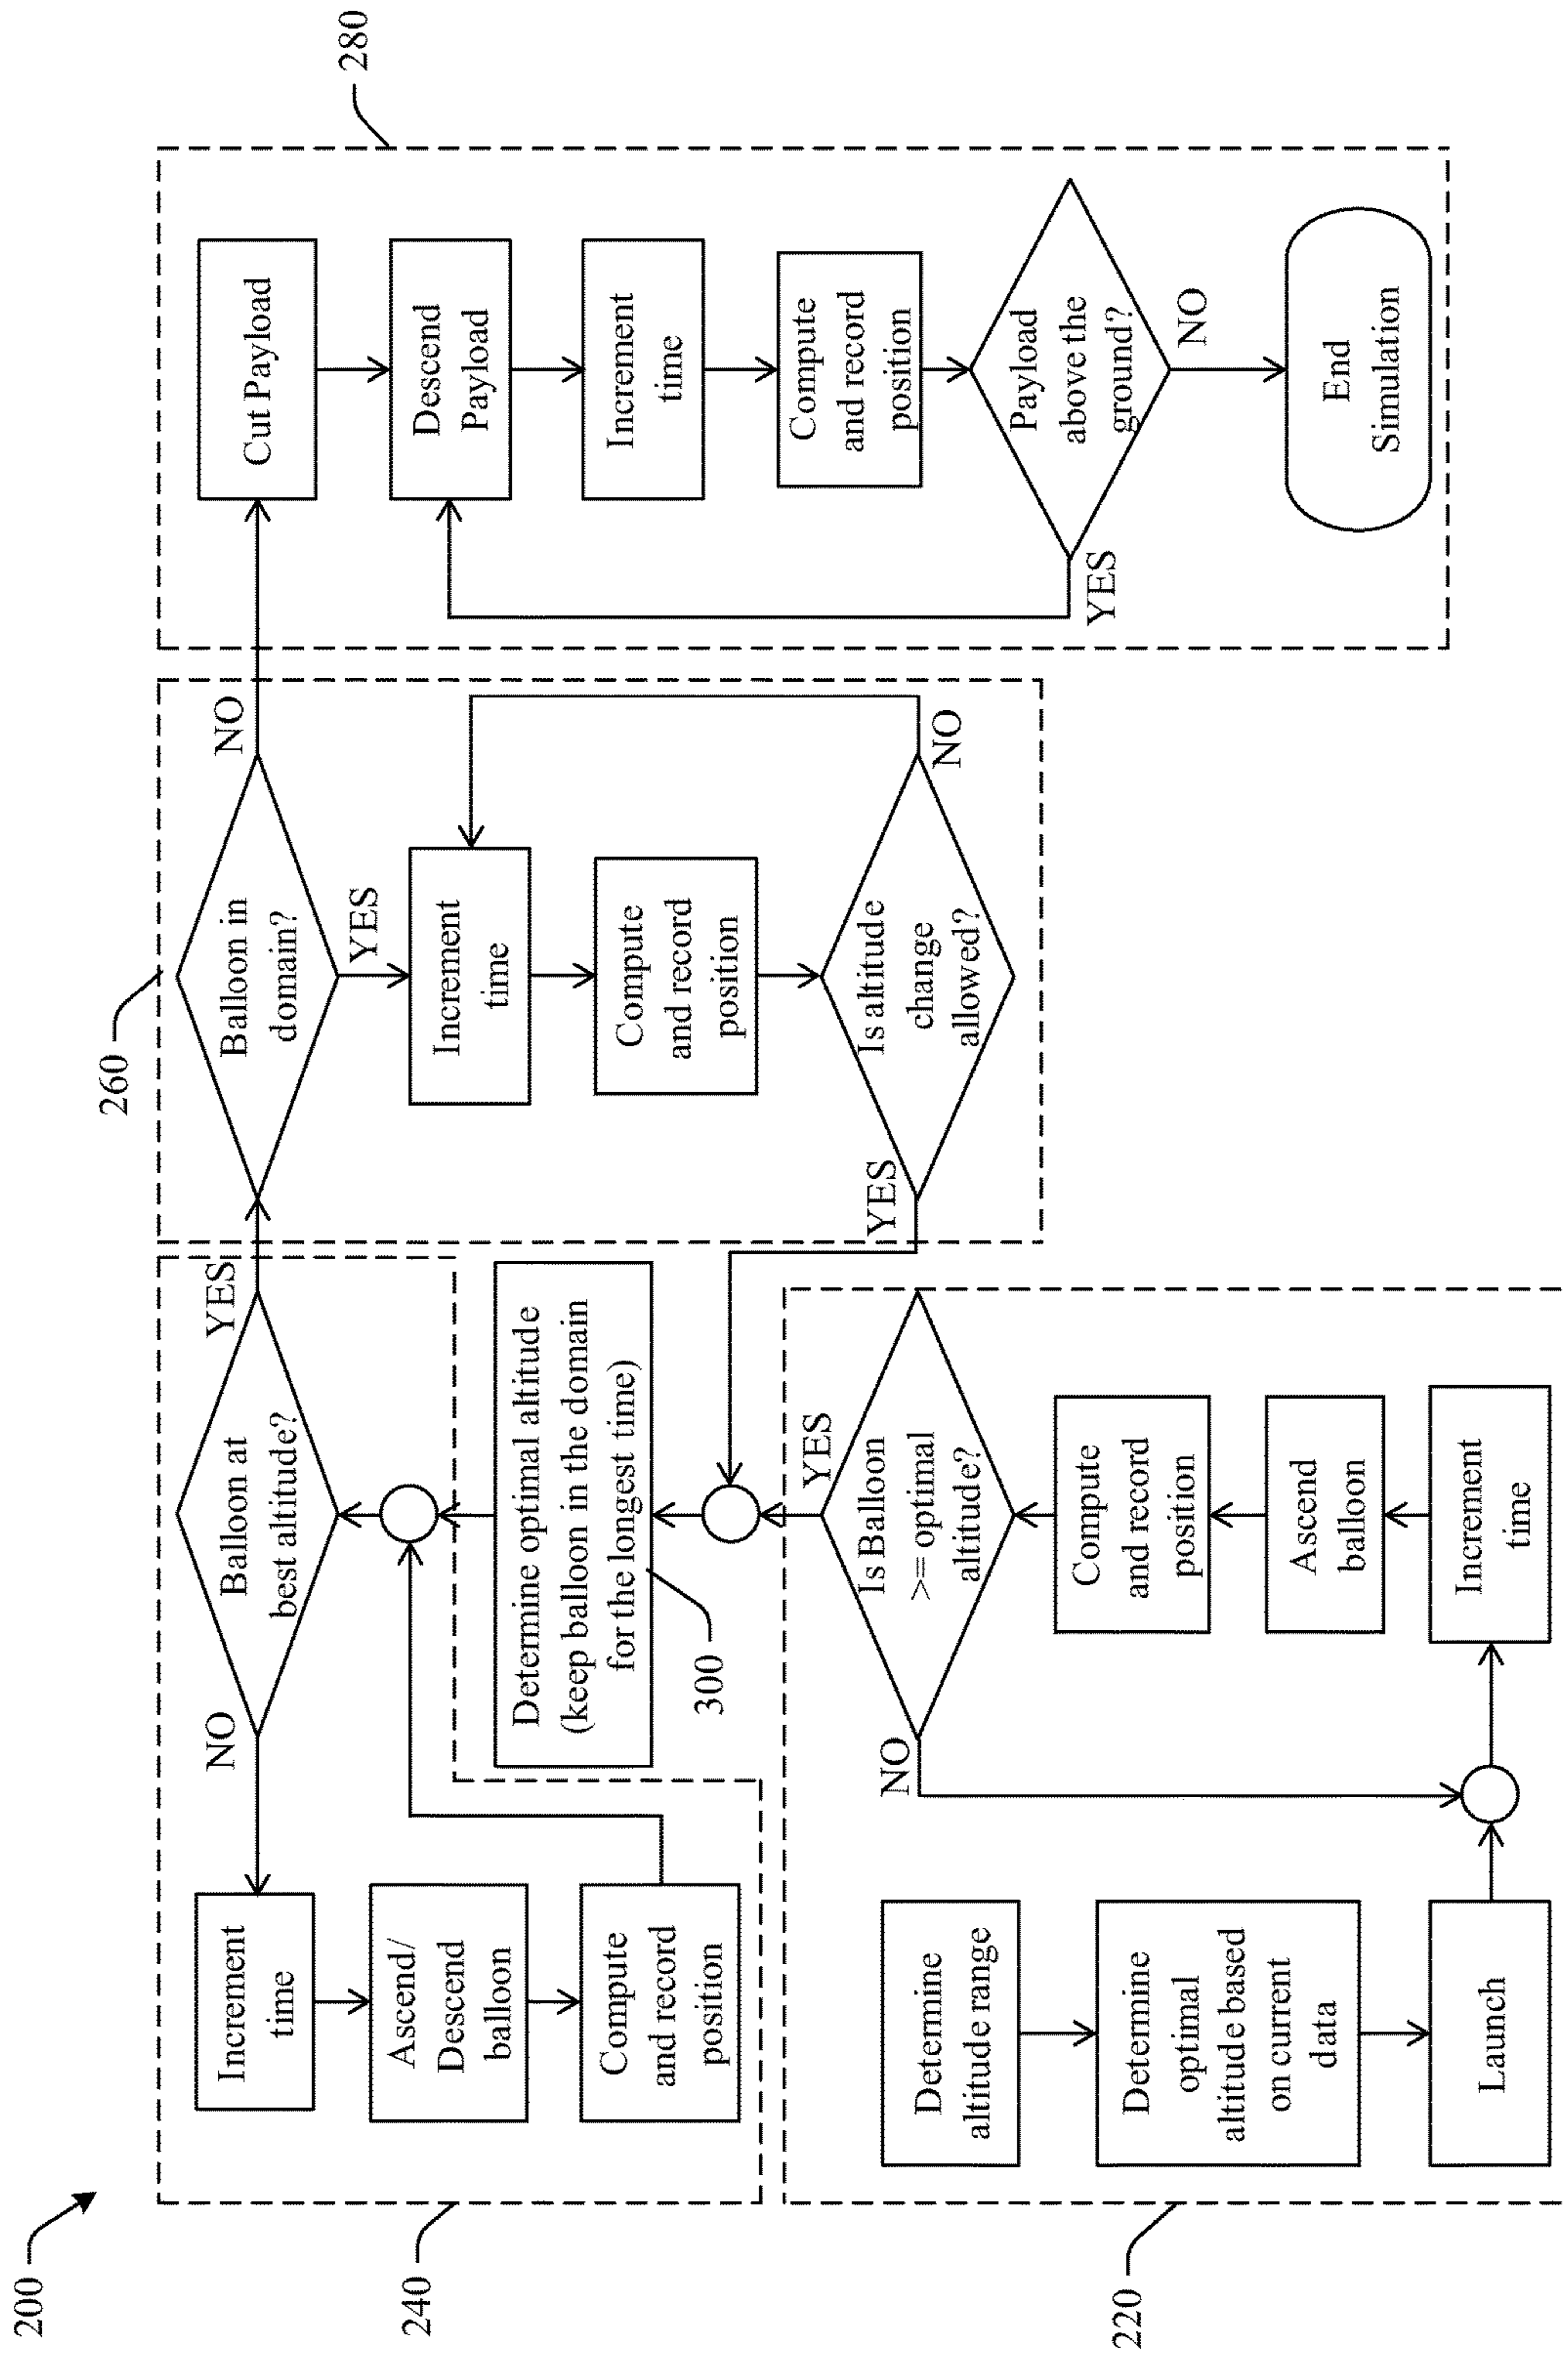 200
240
Increment
time
Ascend/
Descend
balloon
Compute
and record
position
NO
Balloon at
best altitude?
YES
Determine optimal altitude
(keep balloon in the domain
for the longest time)
300
260
Balloon in
domain?
NO
YES
Increment
time
Compute
and record
position
Is altitude
change
allowed?
YES
NO
280
Cut Payload
Descend
Payload
Increment
time
Compute
and record
position
Payload
above the
ground?
YES
NO
End
Simulation
220
Determine
altitude range
Determine
optimal
altitude based
on current
data
Launch
NO
Is Balloon
>= optimal
altitude?
YES
Compute
and record
position
Ascend
balloon
Increment
time